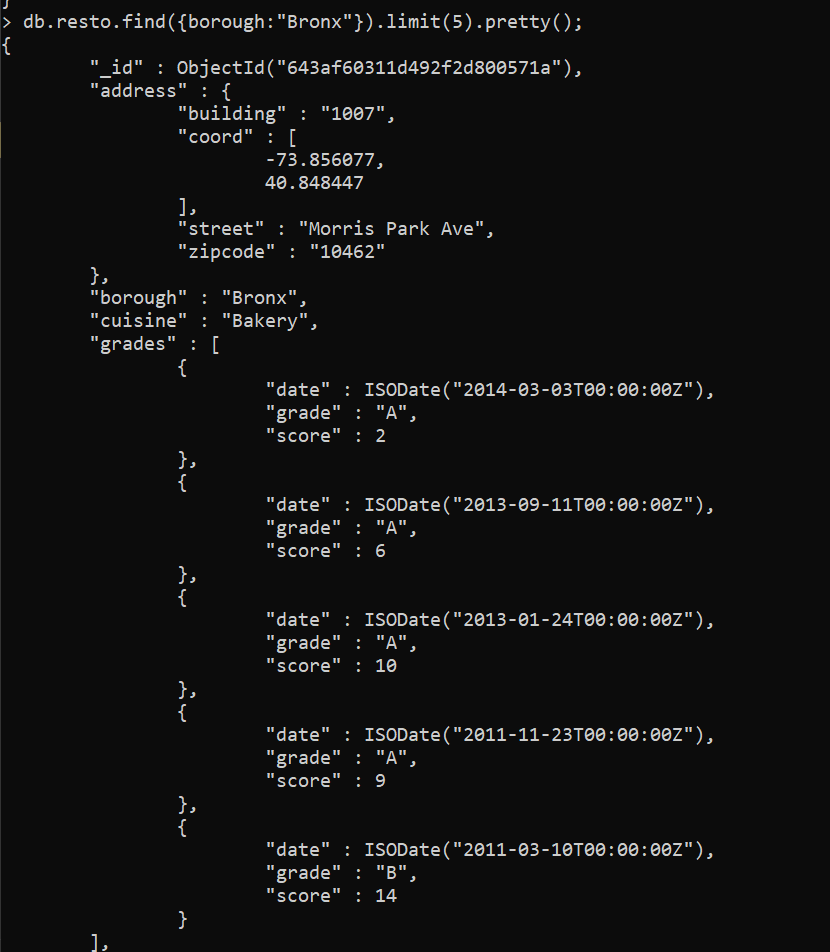 }
> db.resto.find({borough:"Bronx"}).limit(5).pretty();
{
        "_id" : ObjectId("643af60311d492f2d800571a"),
        "address" : {
                "building" : "1007",
                "coord" : [
                        -73.856077,
                        40.848447
                ],
                "street" : "Morris Park Ave",
                "zipcode" : "10462"
        },
        "borough" : "Bronx",
        "cuisine" : "Bakery",
        "grades" : [
                {
                        "date" : ISODate("2014-03-03T00:00:00Z"),
                        "grade" : "A",
                        "score" : 2
                },
                {
                        "date" : ISODate("2013-09-11T00:00:00Z"),
                        "grade" : "A",
                        "score" : 6
                },
                {
                        "date" : ISODate("2013-01-24T00:00:00Z"),
                        "grade" : "A",
                        "score" : 10
                },
                {
                        "date" : ISODate("2011-11-23T00:00:00Z"),
                        "grade" : "A",
                        "score" : 9
                },
                {
                        "date" : ISODate("2011-03-10T00:00:00Z"),
                        "grade" : "B",
                        "score" : 14
                }
        ],